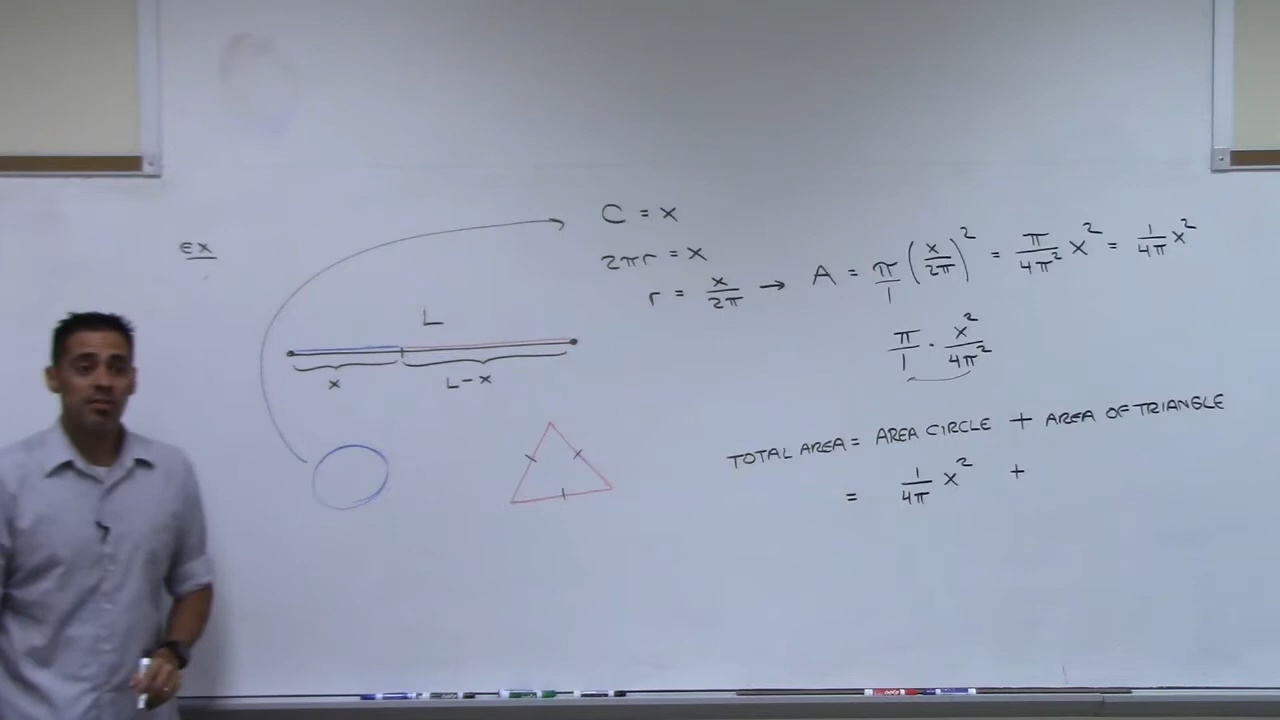 ex
L
x
L-x
C = x
2πr = x
r = x/2π → A = π/1 (x/2π)² = π/4π² x² = 1/4π x²
π/1 · x²/4π²
TOTAL AREA = AREA CIRCLE + AREA OF TRIANGLE
= 1/4π x² +